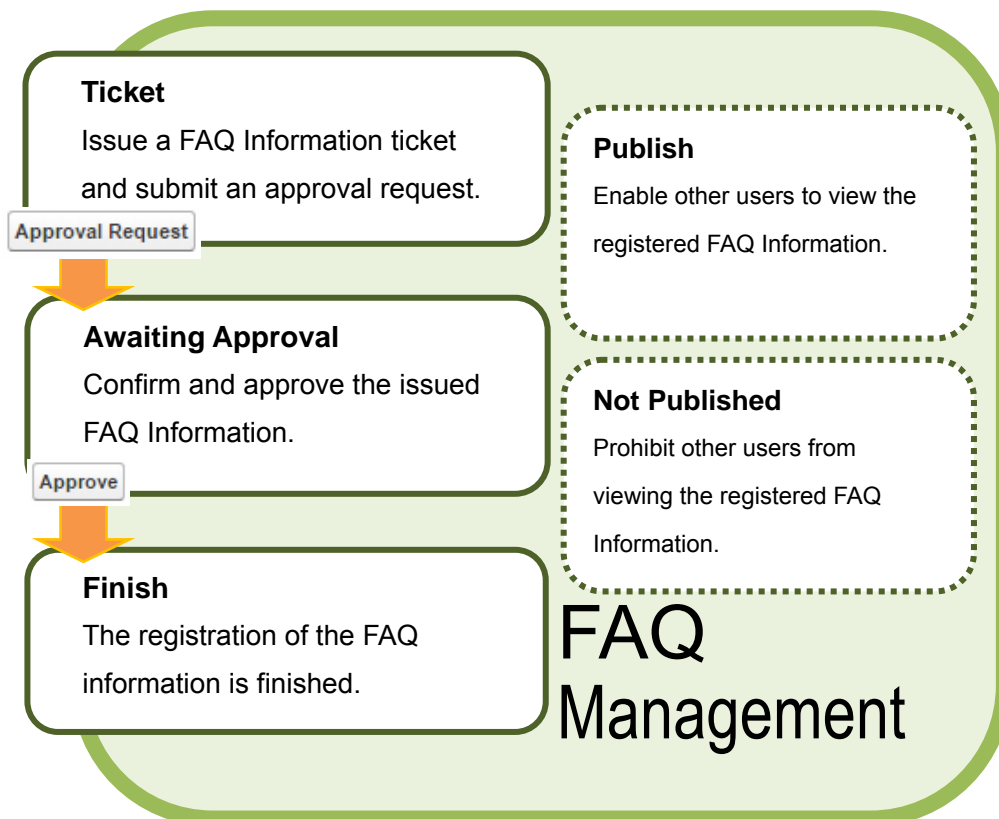 Ticket
Issue a FAQ Information ticket
and submit an approval request.
Approval Request
Awaiting Approval
Confirm and approve the issued
FAQ Information.
Approve
Finish
The registration of the FAQ
information is finished.
Publish
Enable other users to view the
registered FAQ Information.
Not Published
Prohibit other users from
viewing the registered FAQ
Information.
FAQ
Management